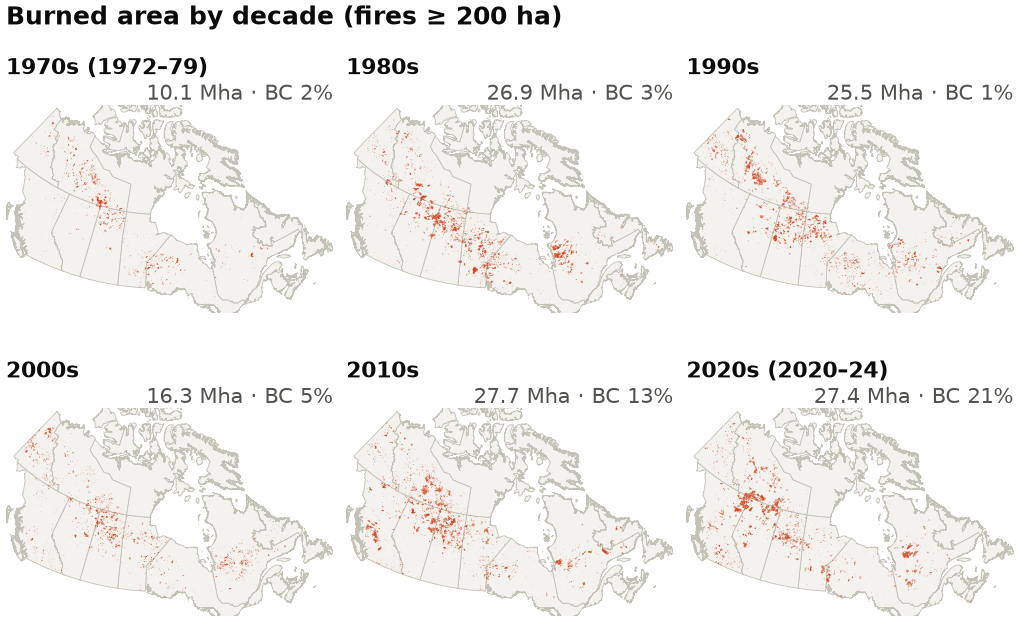 Burned area by decade (fires ≥ 200 ha)
1970s (1972–79)
10.1 Mha · BC 2%
1980s
26.9 Mha · BC 3%
1990s
25.5 Mha · BC 1%
2000s
16.3 Mha · BC 5%
2010s
27.7 Mha · BC 13%
2020s (2020–24)
27.4 Mha · BC 21%